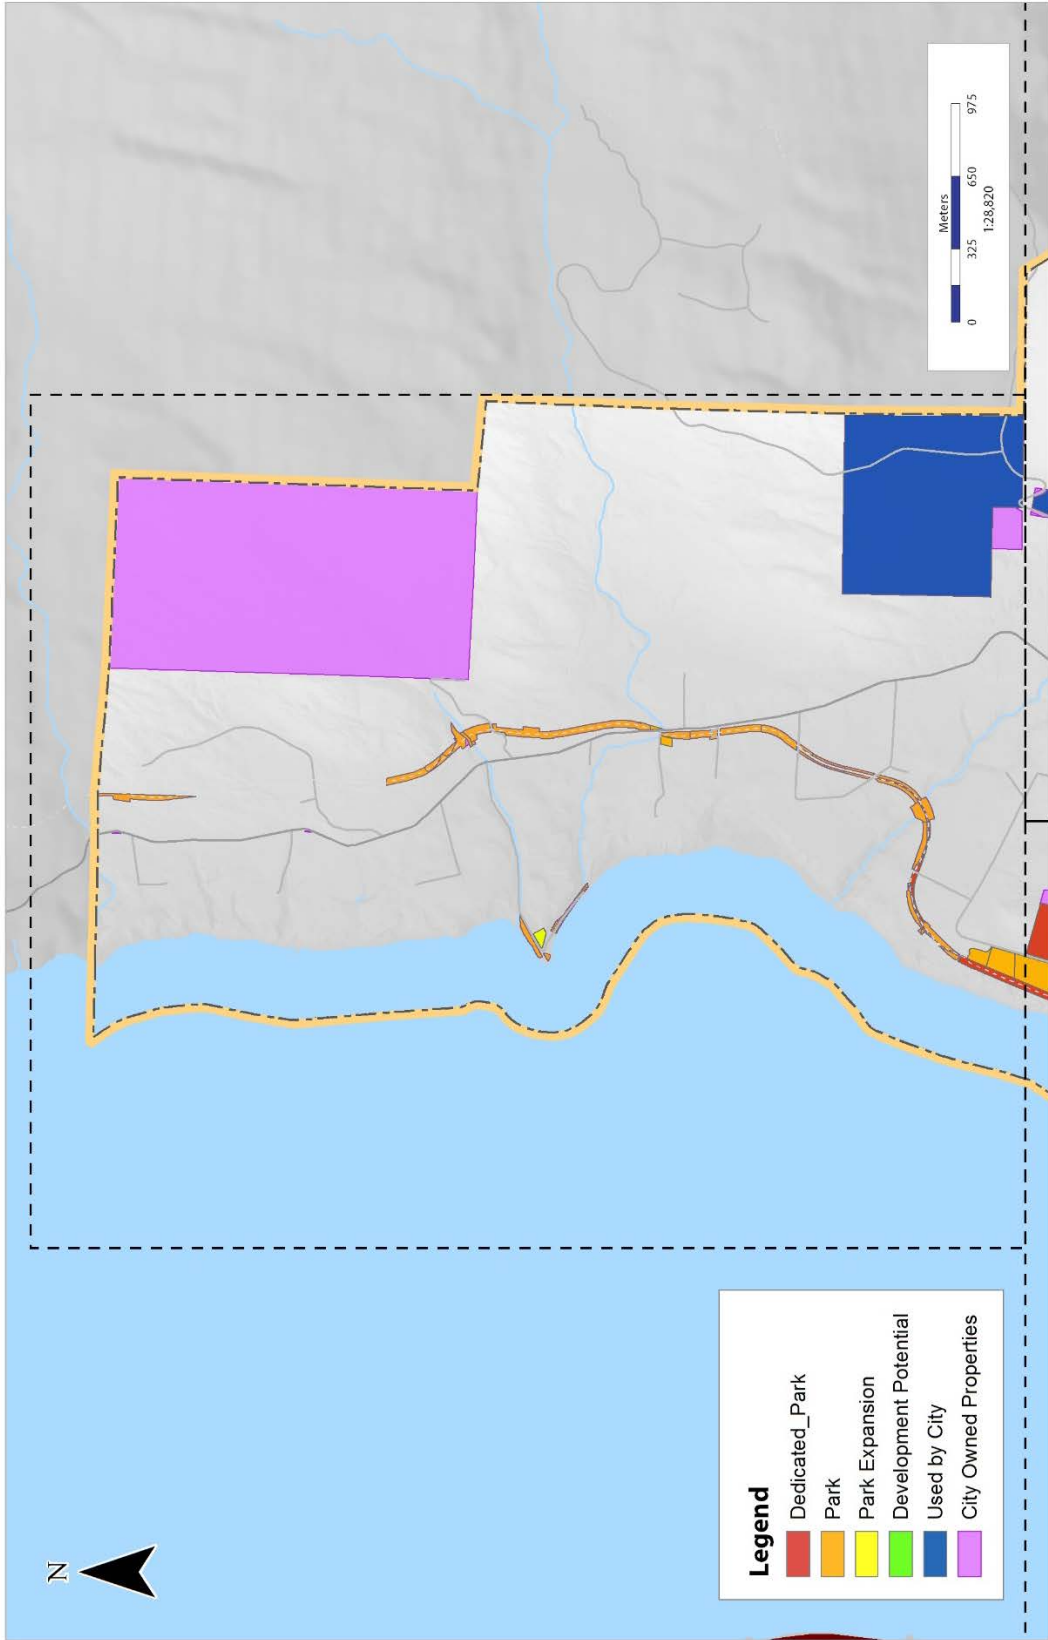 N
Legend
Dedicated_Park
Park
Park Expansion
Development Potential
Used by City
City Owned Properties
Meters
0 325 650 975
1:28,820